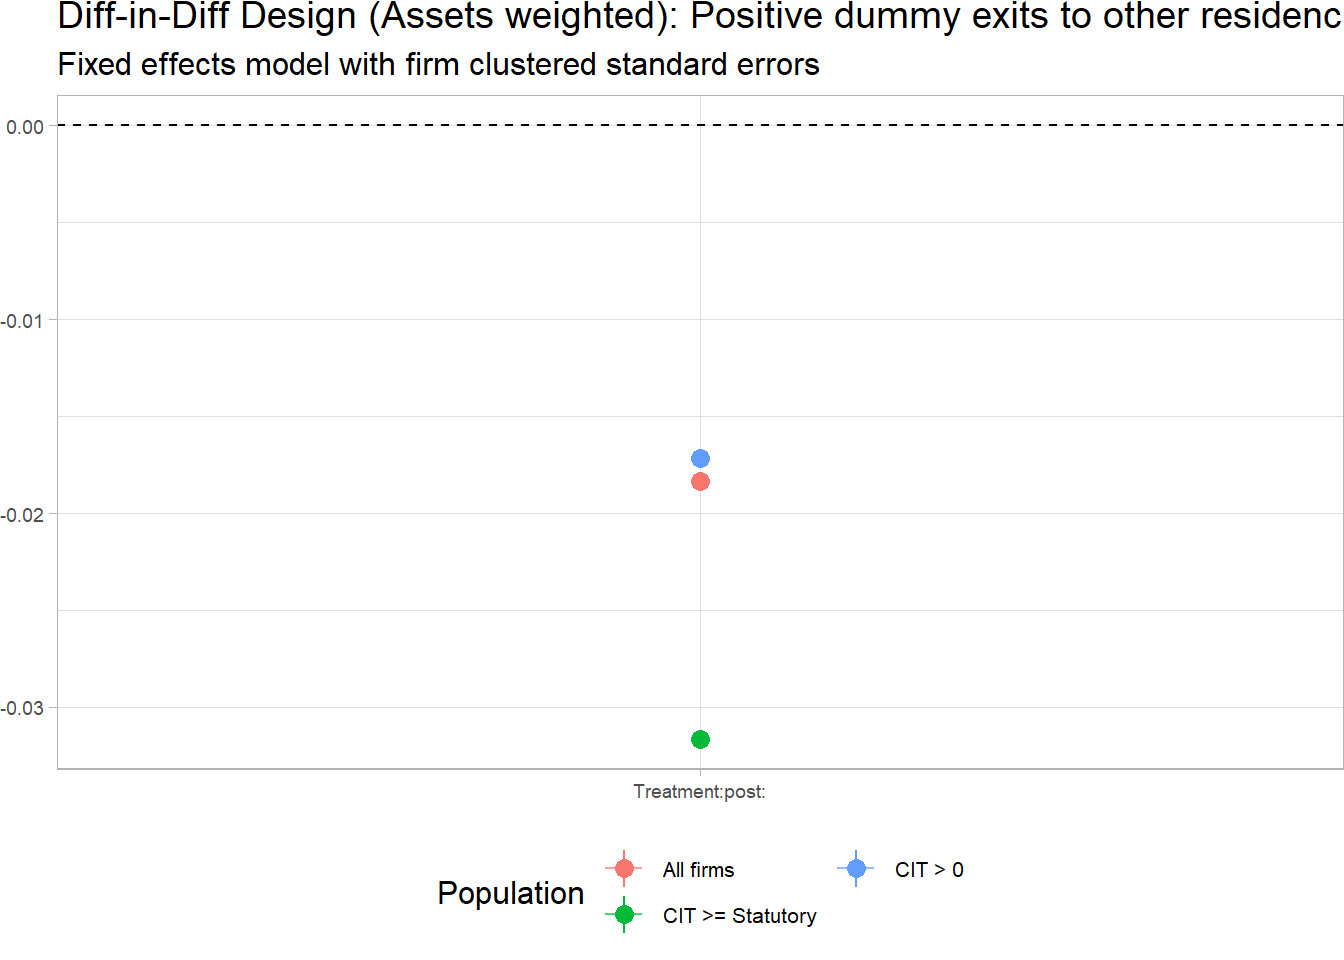 Diff-in-Diff Design (Assets weighted): Positive dummy exits to other residenc
Fixed effects model with firm clustered standard errors
0.00
-0.01
-0.02
-0.03
Treatment:post:
Population
All firms
CIT > 0
CIT >= Statutory